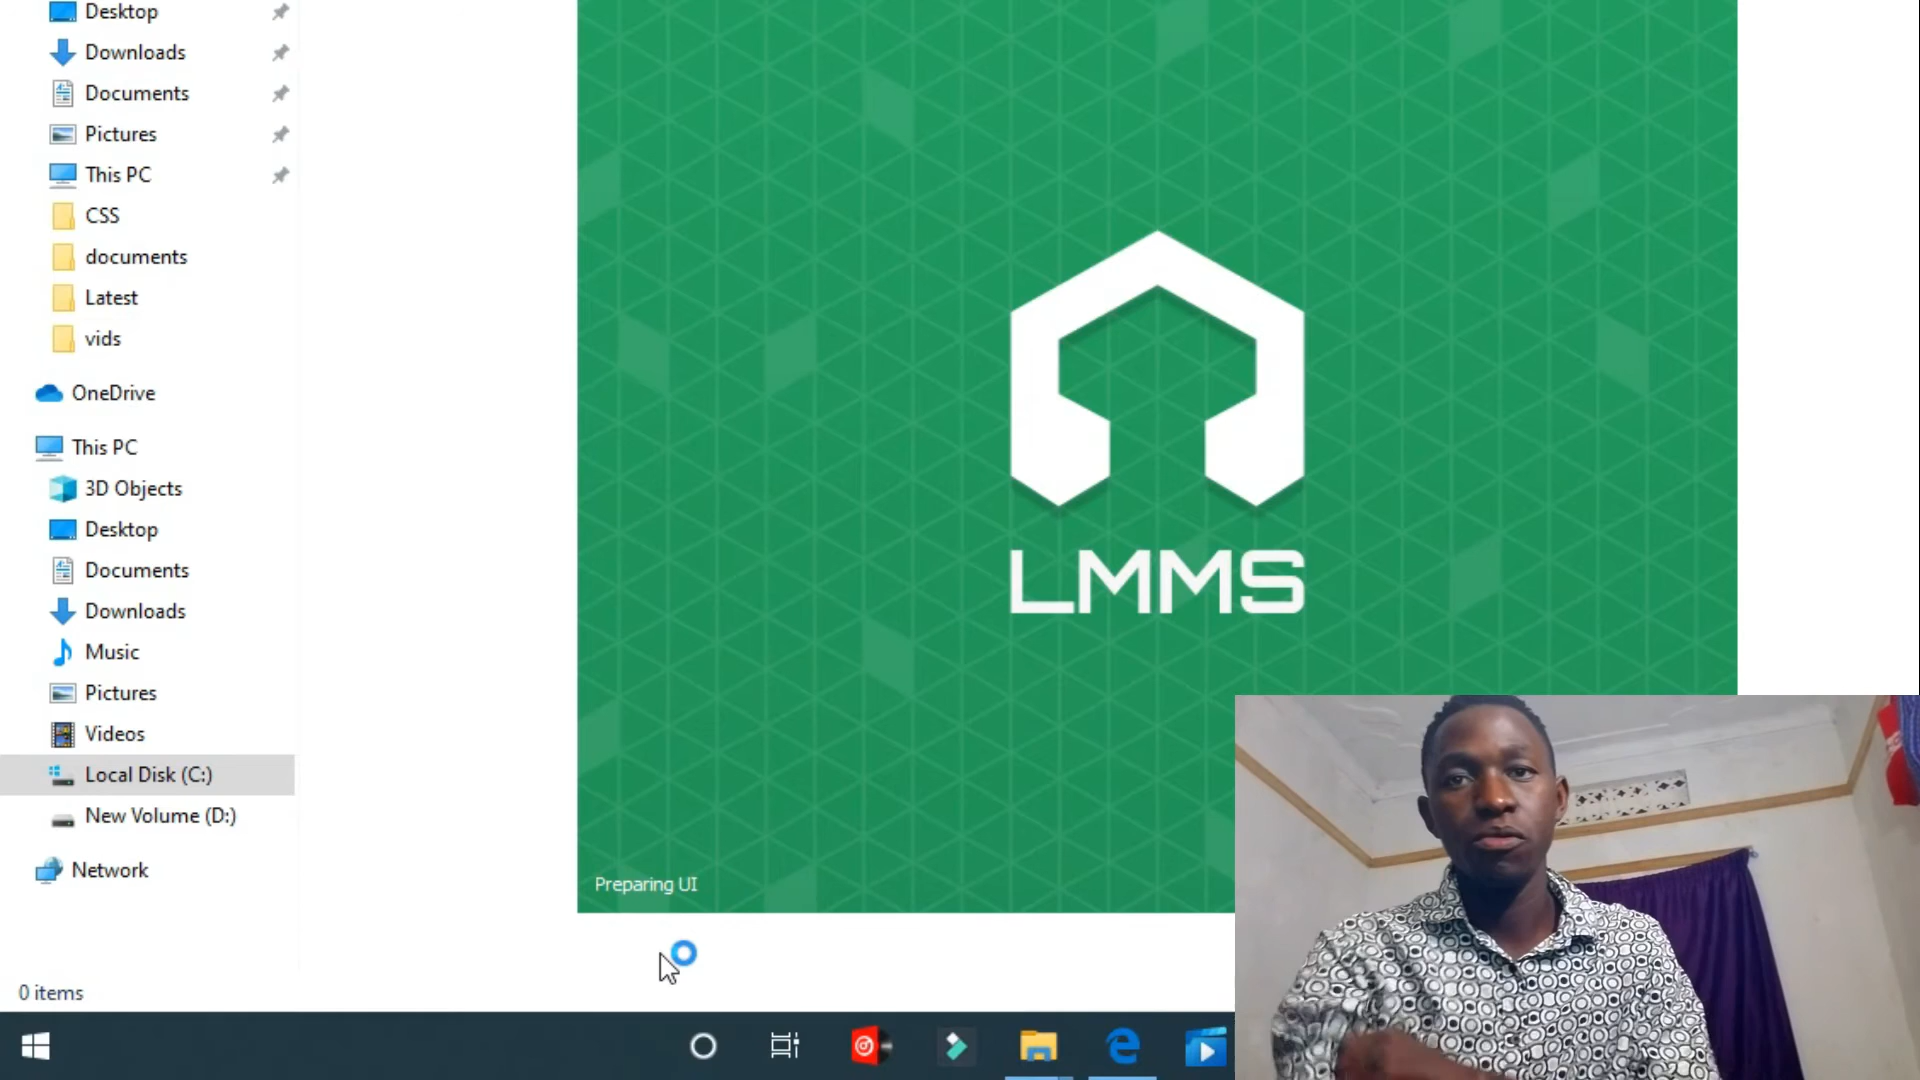 Desktop
Downloads
Documents
Pictures
This PC
CSS
documents
Latest
vids
OneDrive
This PC
3D Objects
Desktop
Documents
Downloads
Music
Pictures
Videos
Local Disk (C:)
New Volume (D:)
Network
0 items
LMMS
Preparing UI